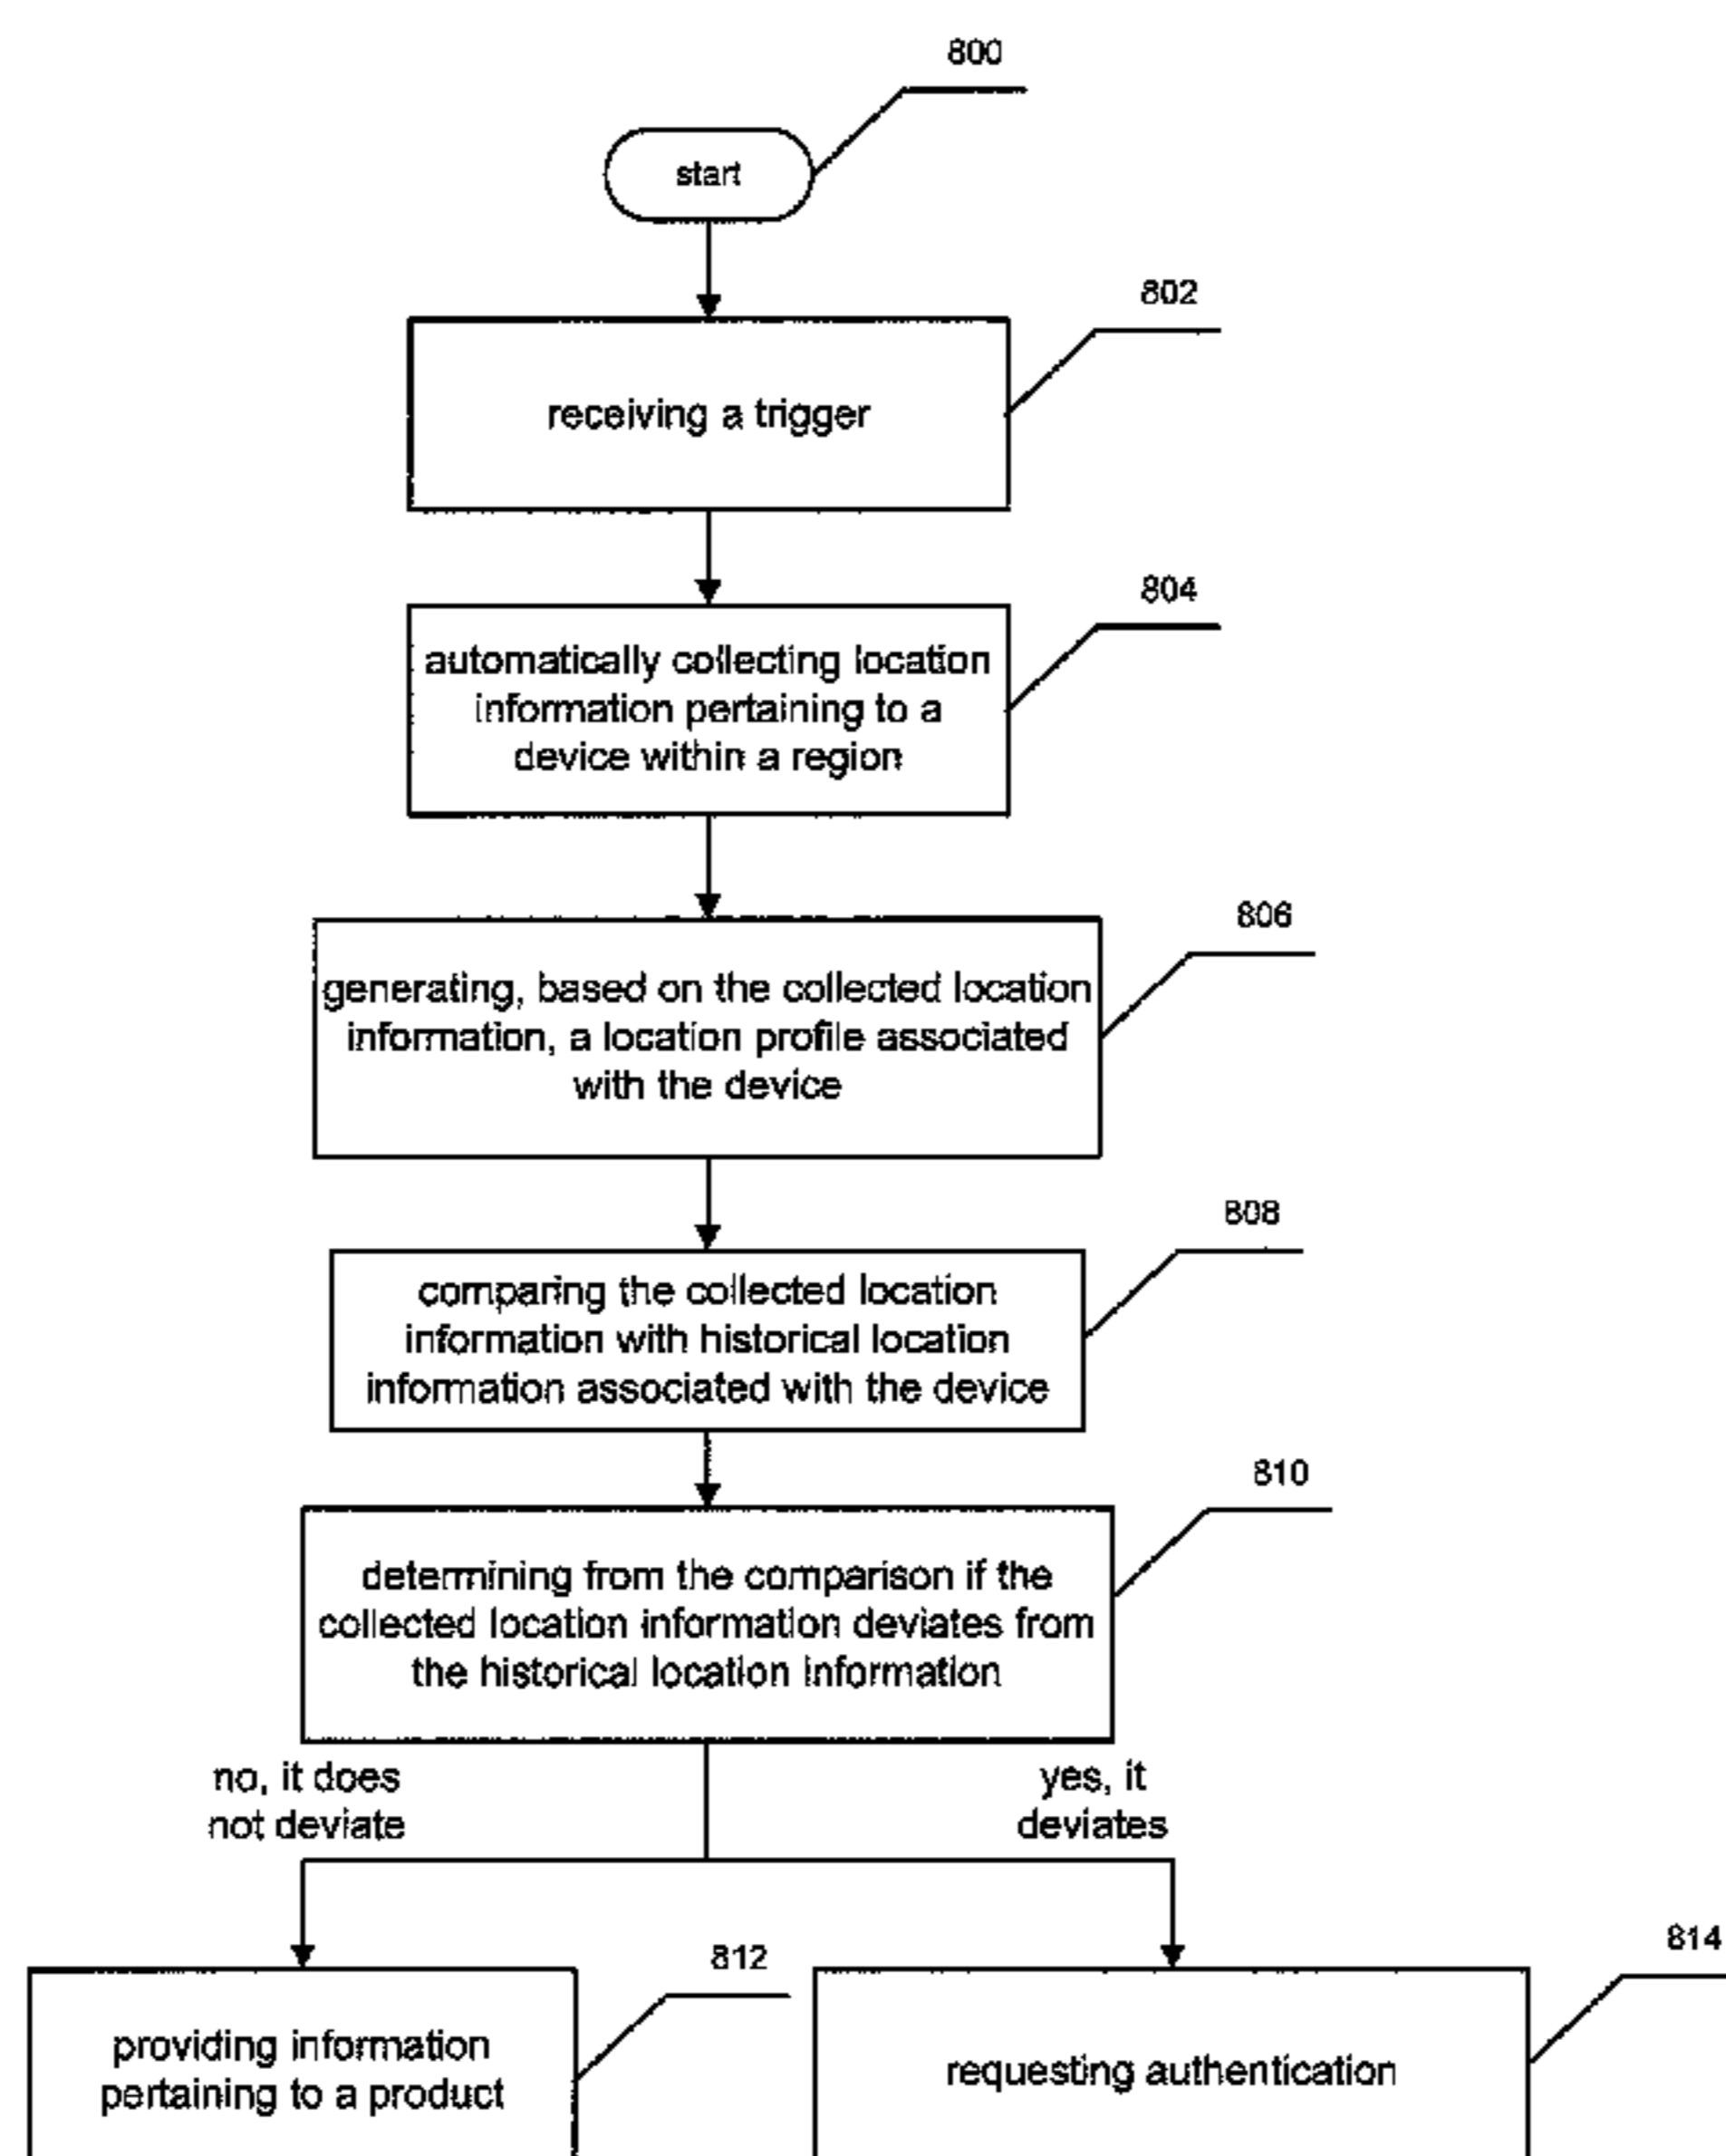 800
start
802
receiving a trigger
804
automatically collecting location
information pertaining to a
device within a region
806
generating, based on the collected location
information, a location profile associated
with the device
808
comparing the collected location
information with historical location
information associated with the device
810
determining from the comparison if the
collected location information deviates from
the historical location information
no, it does
not deviate
yes, it
deviates
812
providing information
pertaining to a product
814
requesting authentication